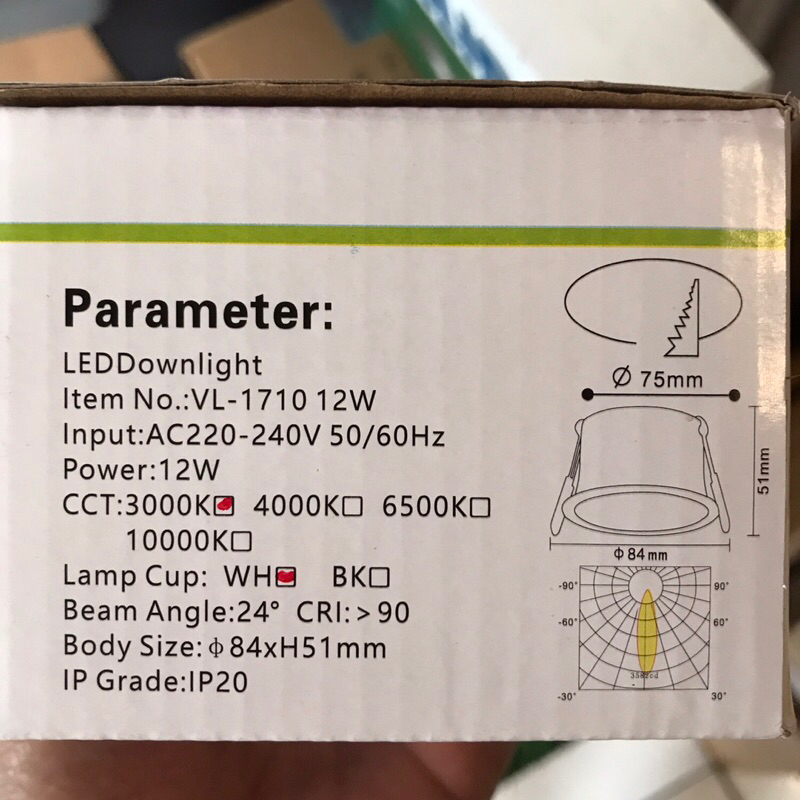 Parameter:
LEDDownlight
Item No.:VL-1710 12W
Input:AC220-240V 50/60Hz
Power:12W
CCT:3000K☑ 4000K☐ 6500K☐
10000K☐
Lamp Cup: WH☑ BK☐
Beam Angle:24° CRI:>90
Body Size:ϕ84xH51mm
IP Grade:IP20
Ø 75mm
51mm
ϕ84mm
-90° 90°
-60° 60°
-30° 30°